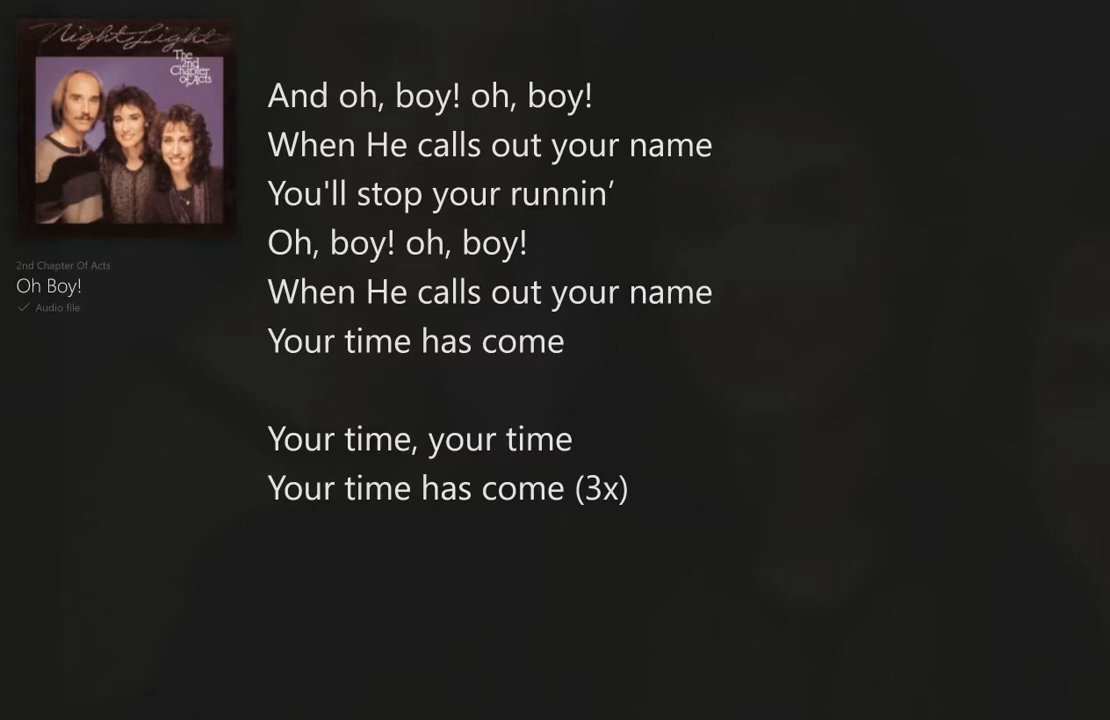 Night Light
The
2nd
Chapter
of Acts
2nd Chapter Of Acts
Oh Boy!
Audio file
And oh, boy! oh, boy!
When He calls out your name
You'll stop your runnin’
Oh, boy! oh, boy!
When He calls out your name
Your time has come
Your time, your time
Your time has come (3x)